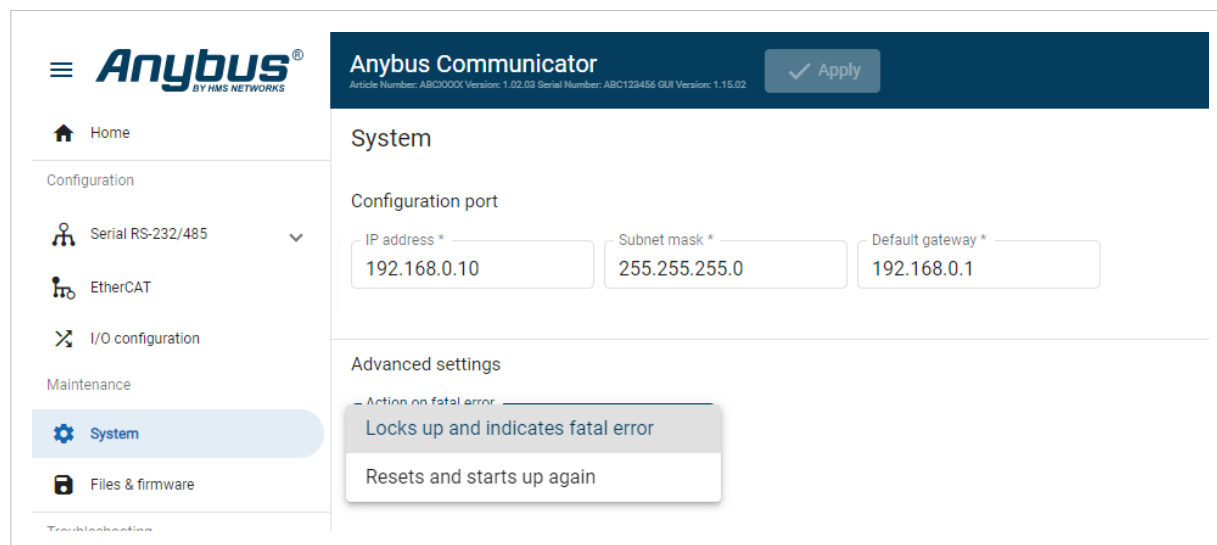 Anybus®
BY HMS NETWORKS
Anybus Communicator
Article Number: ABCXXXX Version: 1.02.03 Serial Number: ABC123456 GUI Version: 1.15.02
Apply
Home
Configuration
Serial RS-232/485
EtherCAT
I/O configuration
Maintenance
System
Files & firmware
Troubleshooting
System
Configuration port
IP address *
192.168.0.10
Subnet mask *
255.255.255.0
Default gateway *
192.168.0.1
Advanced settings
Action on fatal error
Locks up and indicates fatal error
Resets and starts up again